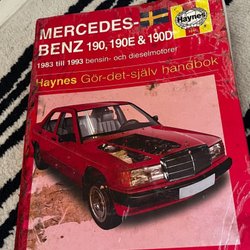 MERCEDES-
BENZ 190, 190E & 190D
1983 till 1993 bensin- och dieselmotorer
Haynes
Haynes Gör-det-själv handbok